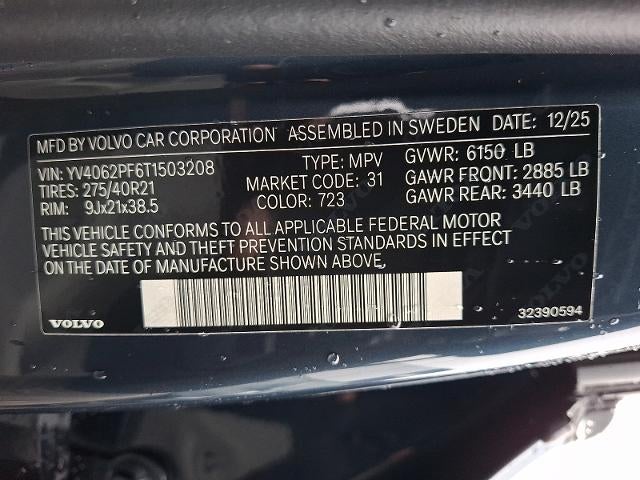 MFD BY VOLVO CAR CORPORATION ASSEMBLED IN SWEDEN DATE: 12/25
VIN: YV4062PF6T1503208 TYPE: MPV GVWR: 6150 LB
TIRES: 275/40R21 MARKET CODE: 31 GAWR FRONT: 2885 LB
RIM: 9Jx21x38.5 COLOR: 723 GAWR REAR: 3440 LB
THIS VEHICLE CONFORMS TO ALL APPLICABLE FEDERAL MOTOR
VEHICLE SAFETY AND THEFT PREVENTION STANDARDS IN EFFECT
ON THE DATE OF MANUFACTURE SHOWN ABOVE.
VOLVO 32390594